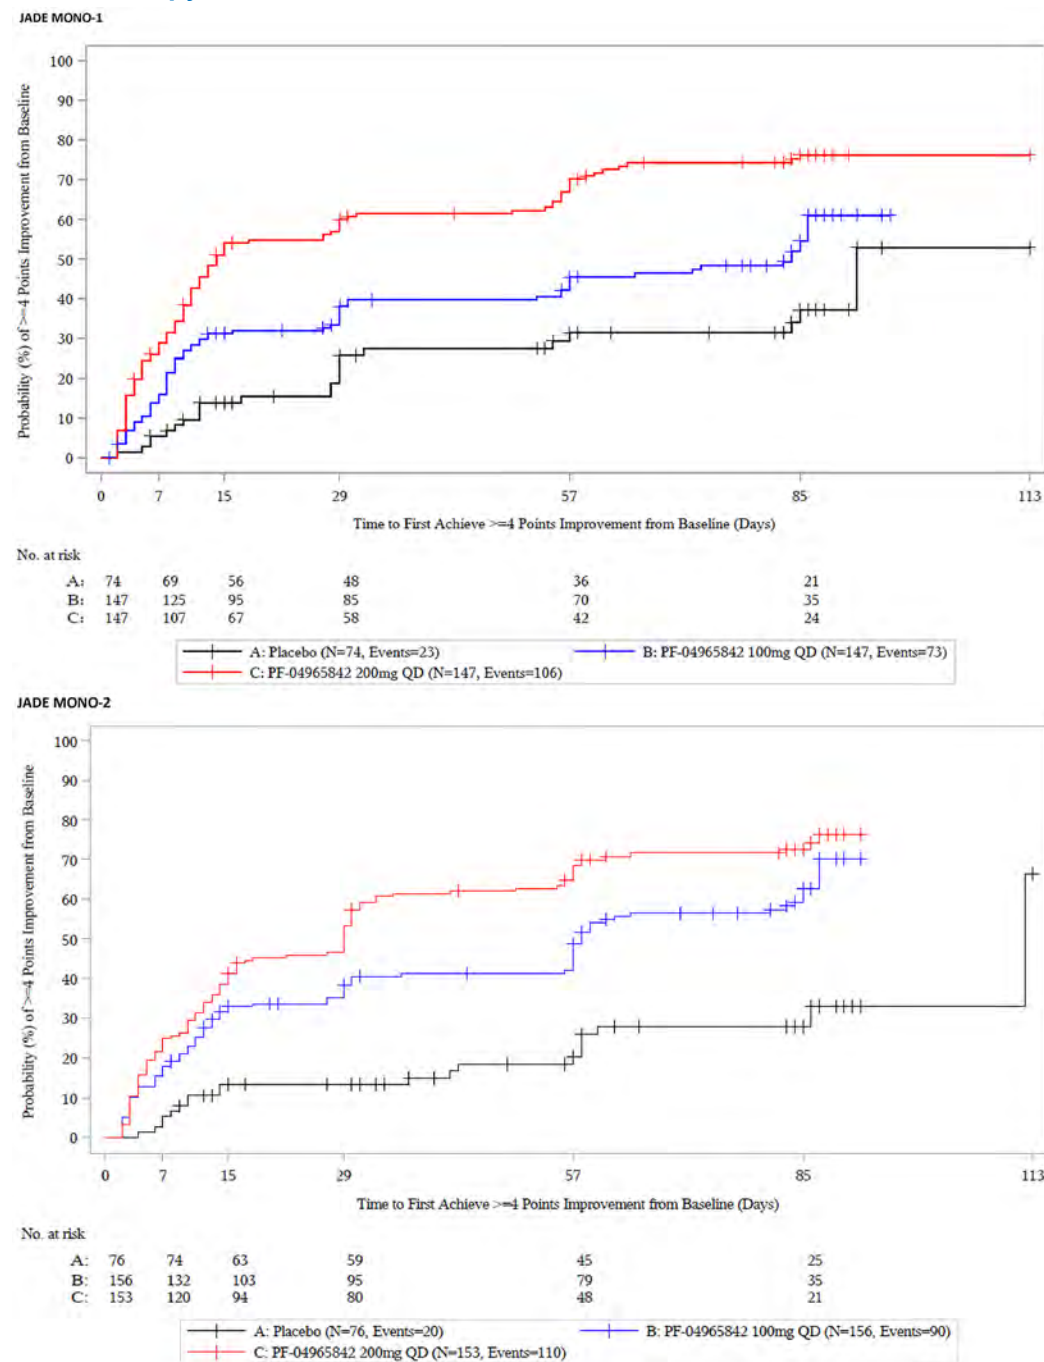 JADE MONO-1
Probability (%) of >=4 Points Improvement from Baseline
100
90
80
70
60
50
40
30
20
10
0
0 7 15 29 57 85 113
Time to First Achieve >=4 Points Improvement from Baseline (Days)
No. at risk
A: 74 69 56 48 36 21
B: 147 125 95 85 70 35
C: 147 107 67 58 42 24
A: Placebo (N=74, Events=23) B: PF-04965842 100mg QD (N=147, Events=73)
C: PF-04965842 200mg QD (N=147, Events=106)
JADE MONO-2
Probability (%) of >=4 Points Improvement from Baseline
100
90
80
70
60
50
40
30
20
10
0
0 7 15 29 57 85 113
Time to First Achieve >=4 Points Improvement from Baseline (Days)
No. at risk
A: 76 74 63 59 45 25
B: 156 132 103 95 79 35
C: 153 120 94 80 48 21
A: Placebo (N=76, Events=20) B: PF-04965842 100mg QD (N=156, Events=90)
C: PF-04965842 200mg QD (N=153, Events=110)